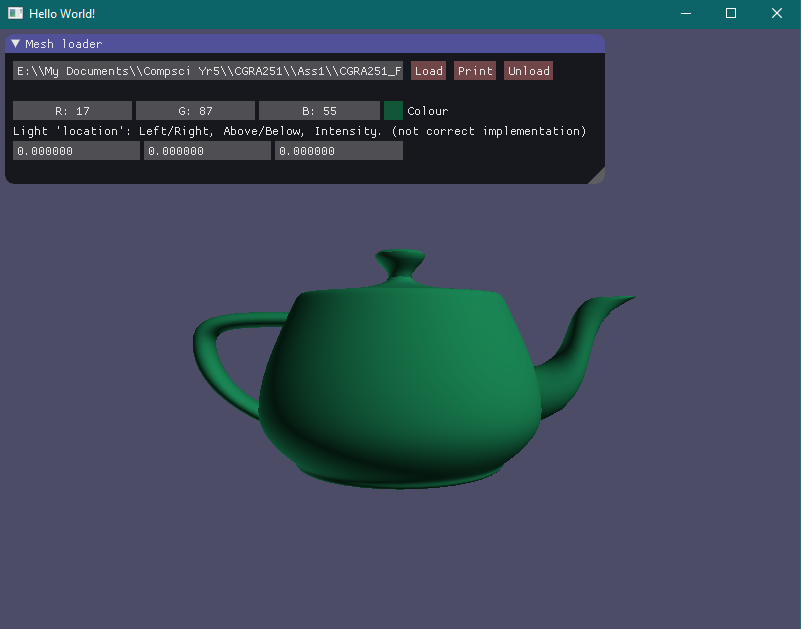 Hello World!
Mesh loader
E:\\My Documents\\Compsci Yr5\\CGRA251\\Ass1\\CGRA251_F Load Print Unload
R: 17 G: 87 B: 55 Colour
Light 'location': Left/Right, Above/Below, Intensity. (not correct implementation)
0.000000 0.000000 0.000000